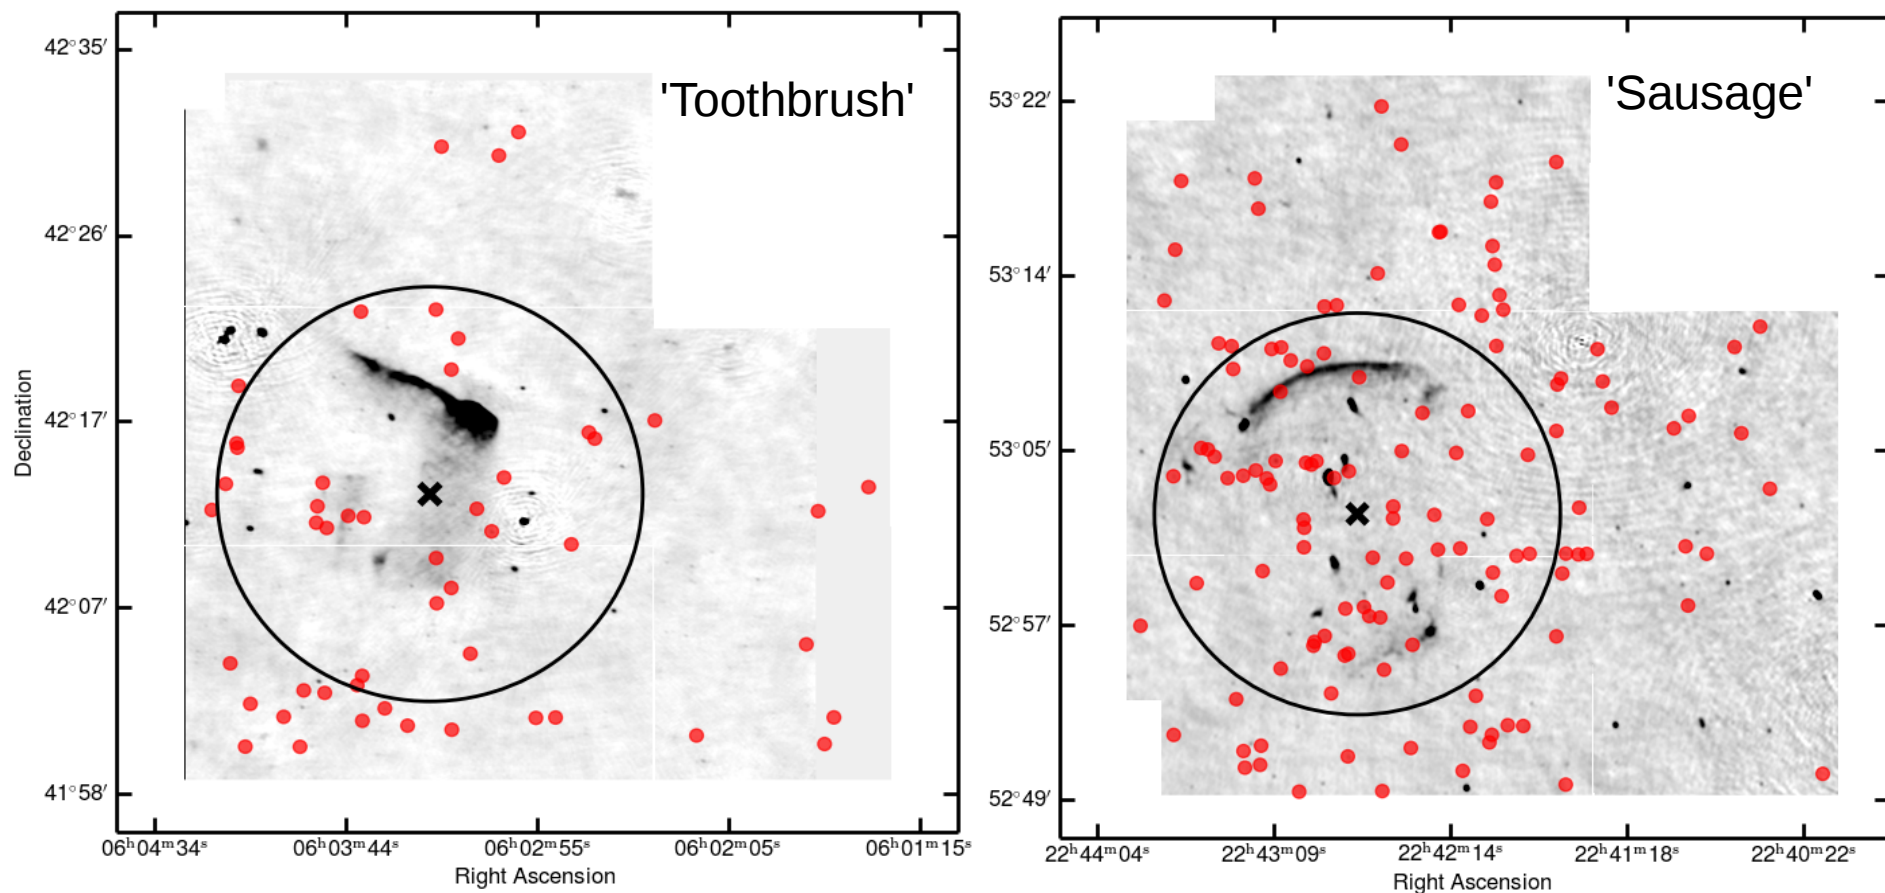 'Toothbrush'
42°35′
42°26′
42°17′
42°07′
41°58′
Declination
06ʰ04ᵐ34ˢ
06ʰ03ᵐ44ˢ
06ʰ02ᵐ55ˢ
06ʰ02ᵐ05ˢ
06ʰ01ᵐ15ˢ
Right Ascension
'Sausage'
53°22′
53°14′
53°05′
52°57′
52°49′
22ʰ44ᵐ04ˢ
22ʰ43ᵐ09ˢ
22ʰ42ᵐ14ˢ
22ʰ41ᵐ18ˢ
22ʰ40ᵐ22ˢ
Right Ascension